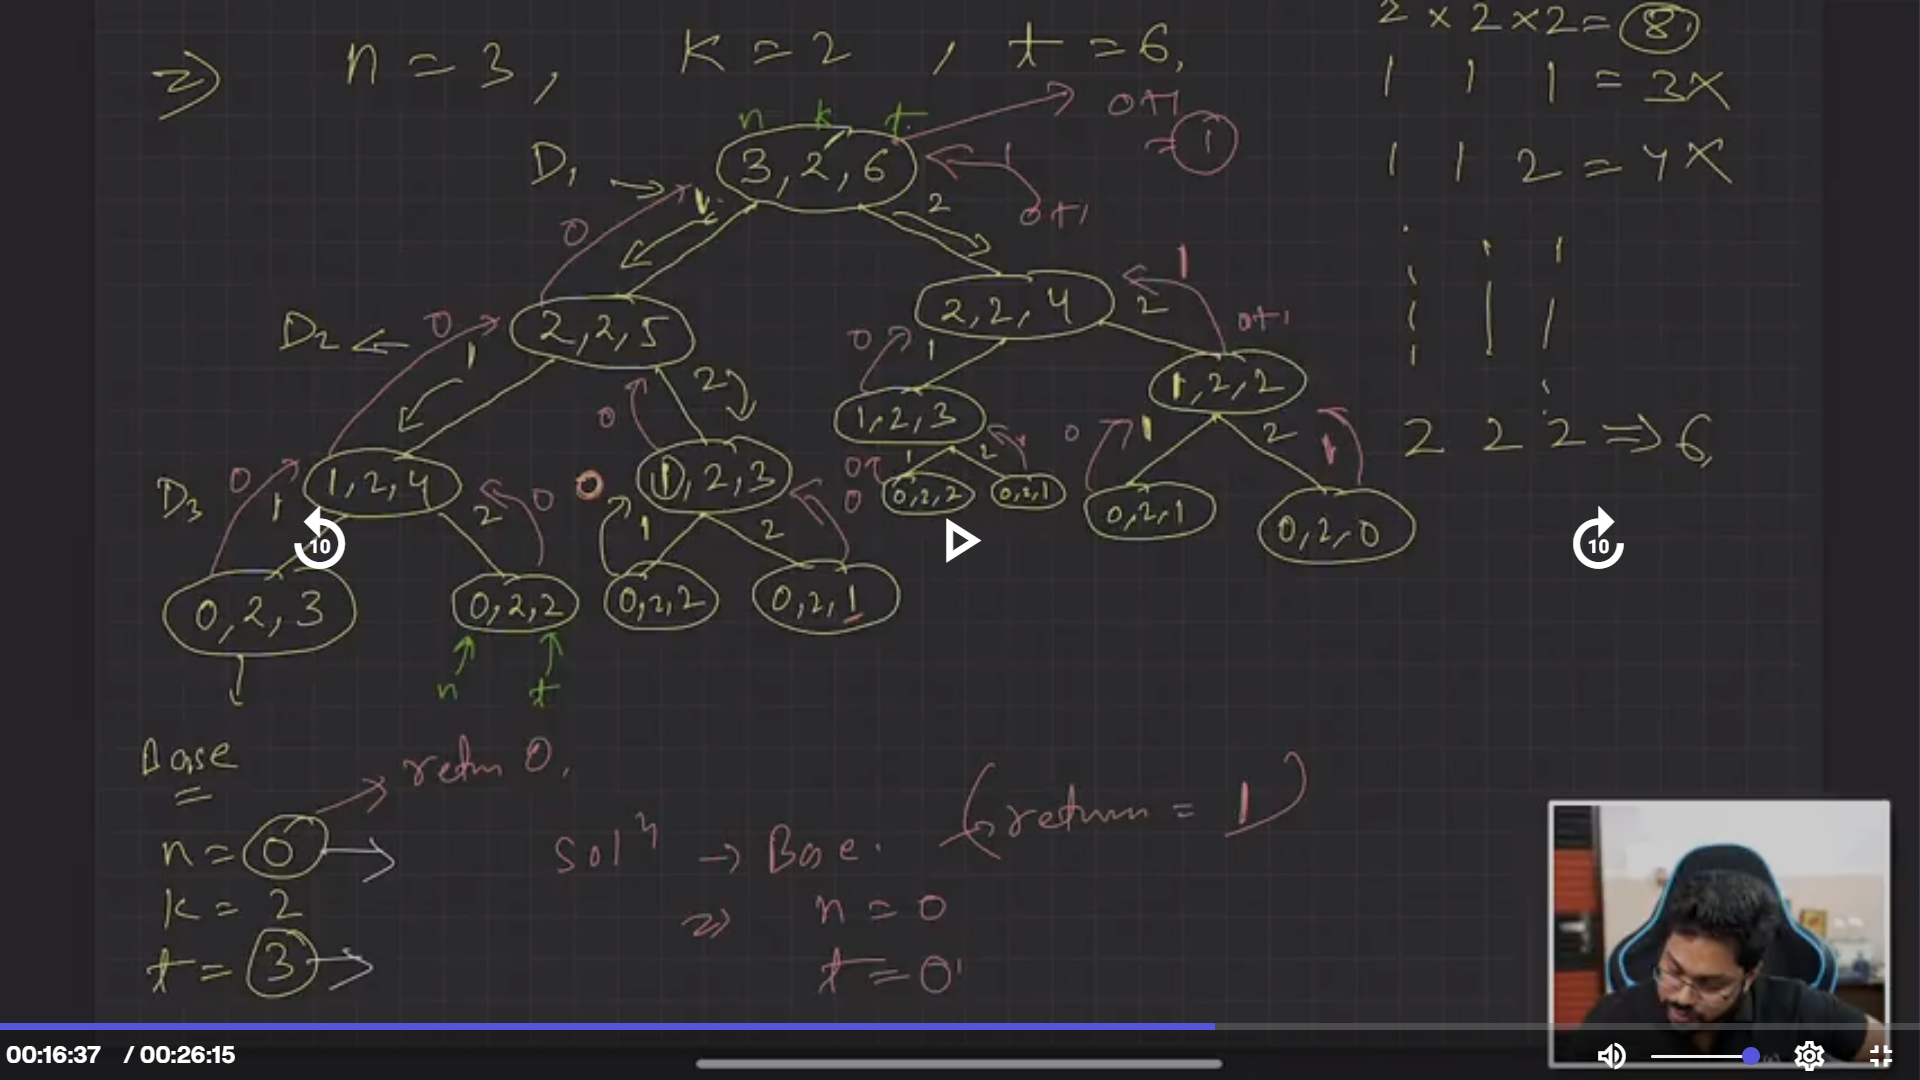 2 × 2 × 2 = 8
⇒ n = 3, K = 2, t = 6,
1 1 1 = 3 ×
n k t
0+1
= 1
1 1 2 = 4 ×
D1 →
3, 2, 6
1
0+1
0
1
2
2, 2, 4
1
2
0+1
D2 ←
0
1
2, 2, 5
2
0
0
1
1, 2, 2
1, 2, 3
0
1
2
1
2 2 2 ⇒ 6,
D3
0
1
1, 2, 4
2
0
0
1, 2, 3
1
2
0
0
1
2
0, 2, 2
0, 2, 1
0, 2, 1
0, 2, 0
10
10
0, 2, 3
0, 2, 2
0, 2, 2
0, 2, 1
n t
Base
→ return 0.
n = 0 →
k = 2
t = 3 →
Solⁿ → Base. (return = 1)
⇒ n = 0
t = 0
00:16:37 / 00:26:15